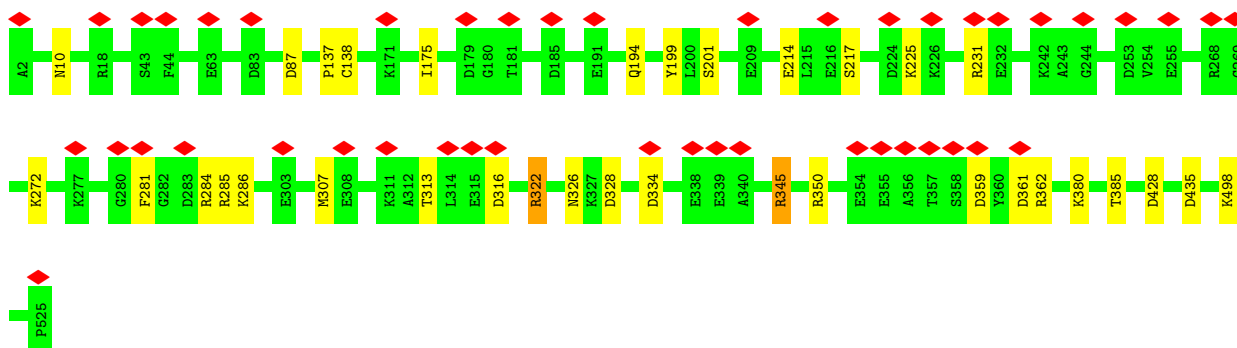 A2 N10 R18 S43 F44 E63 D83 D87 P137 C138 K171 I175 D179 G180 T181 D185 E191 Q194 Y199 L200 S201 E209 E214 L215 E216 S217 D224 K225 K226 R231 E232 K242 A243 G244 D253 V254 E255 R268
K272 K277 G280 F281 G282 D283 R284 R285 K286 E303 M307 E308 K311 A312 T313 L314 E315 D316 R322 N326 K327 D328 D334 E338 E339 A340 R345 R350 E354 E355 A356 T357 S358 D359 Y360 D361 R362 K380 T385 D428 D435 K498
P525